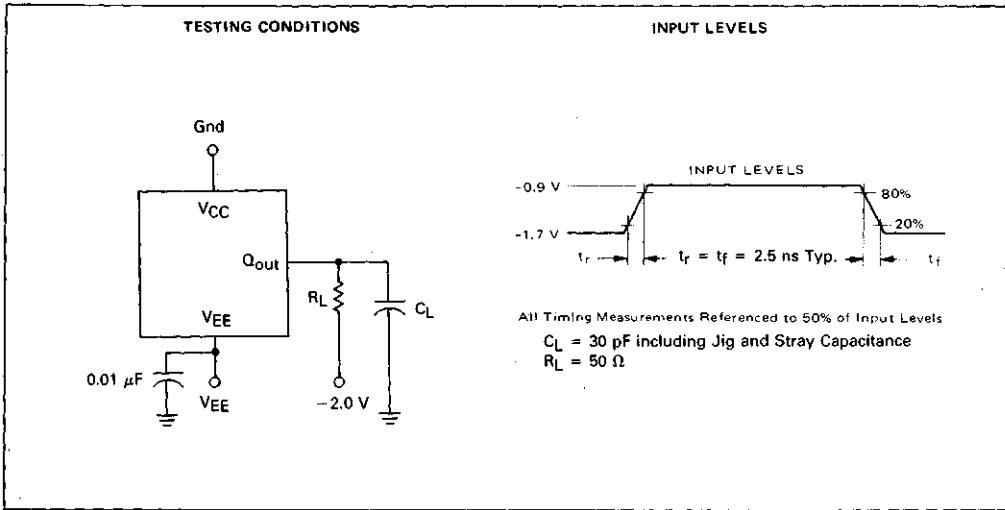 TESTING CONDITIONS
INPUT LEVELS
Gnd
VCC
Qout
RL
CL
VEE
0.01 μF
VEE
−2.0 V
INPUT LEVELS
-0.9 V
80%
20%
-1.7 V
tr
tr = tf = 2.5 ns Typ.
tf
All Timing Measurements Referenced to 50% of Input Levels
CL = 30 pF including Jig and Stray Capacitance
RL = 50 Ω